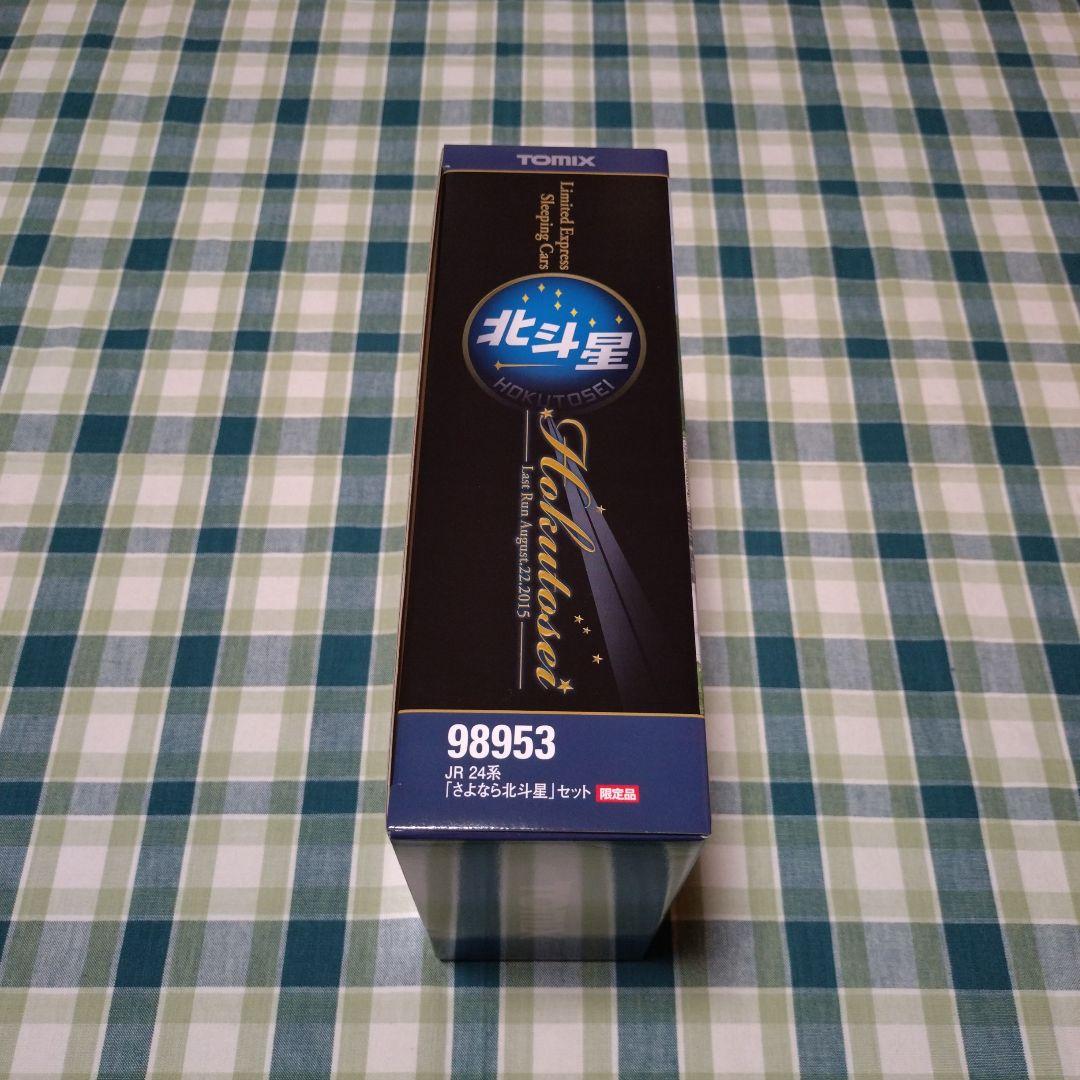 TOMIX
Limited Express
Sleeping Cars
北斗星
HOKUTOSEI
Hokutosei
Last Run August.22.2015
98953
JR 24系
「さよなら北斗星」セット 限定品